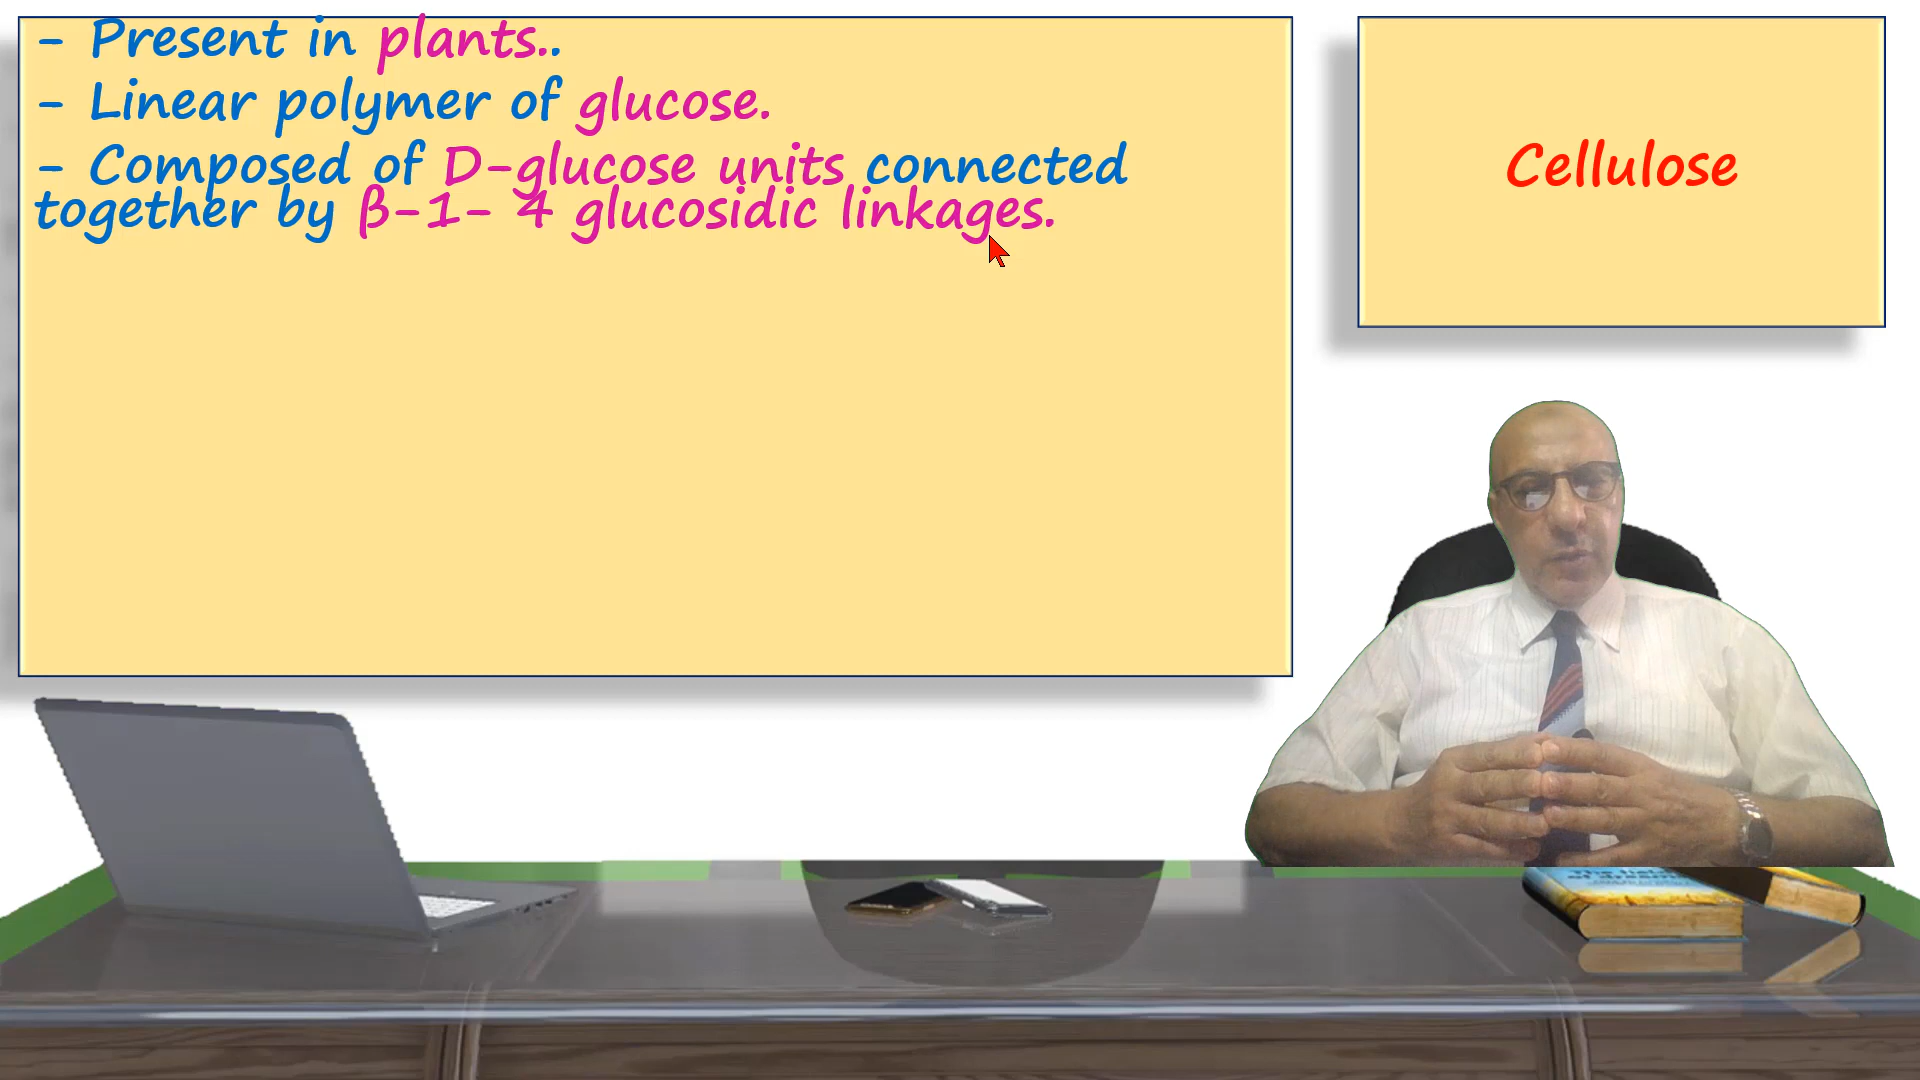 - Present in plants..
- Linear polymer of glucose.
- Composed of D-glucose units connected
together by β-1- 4 glucosidic linkages.
Cellulose